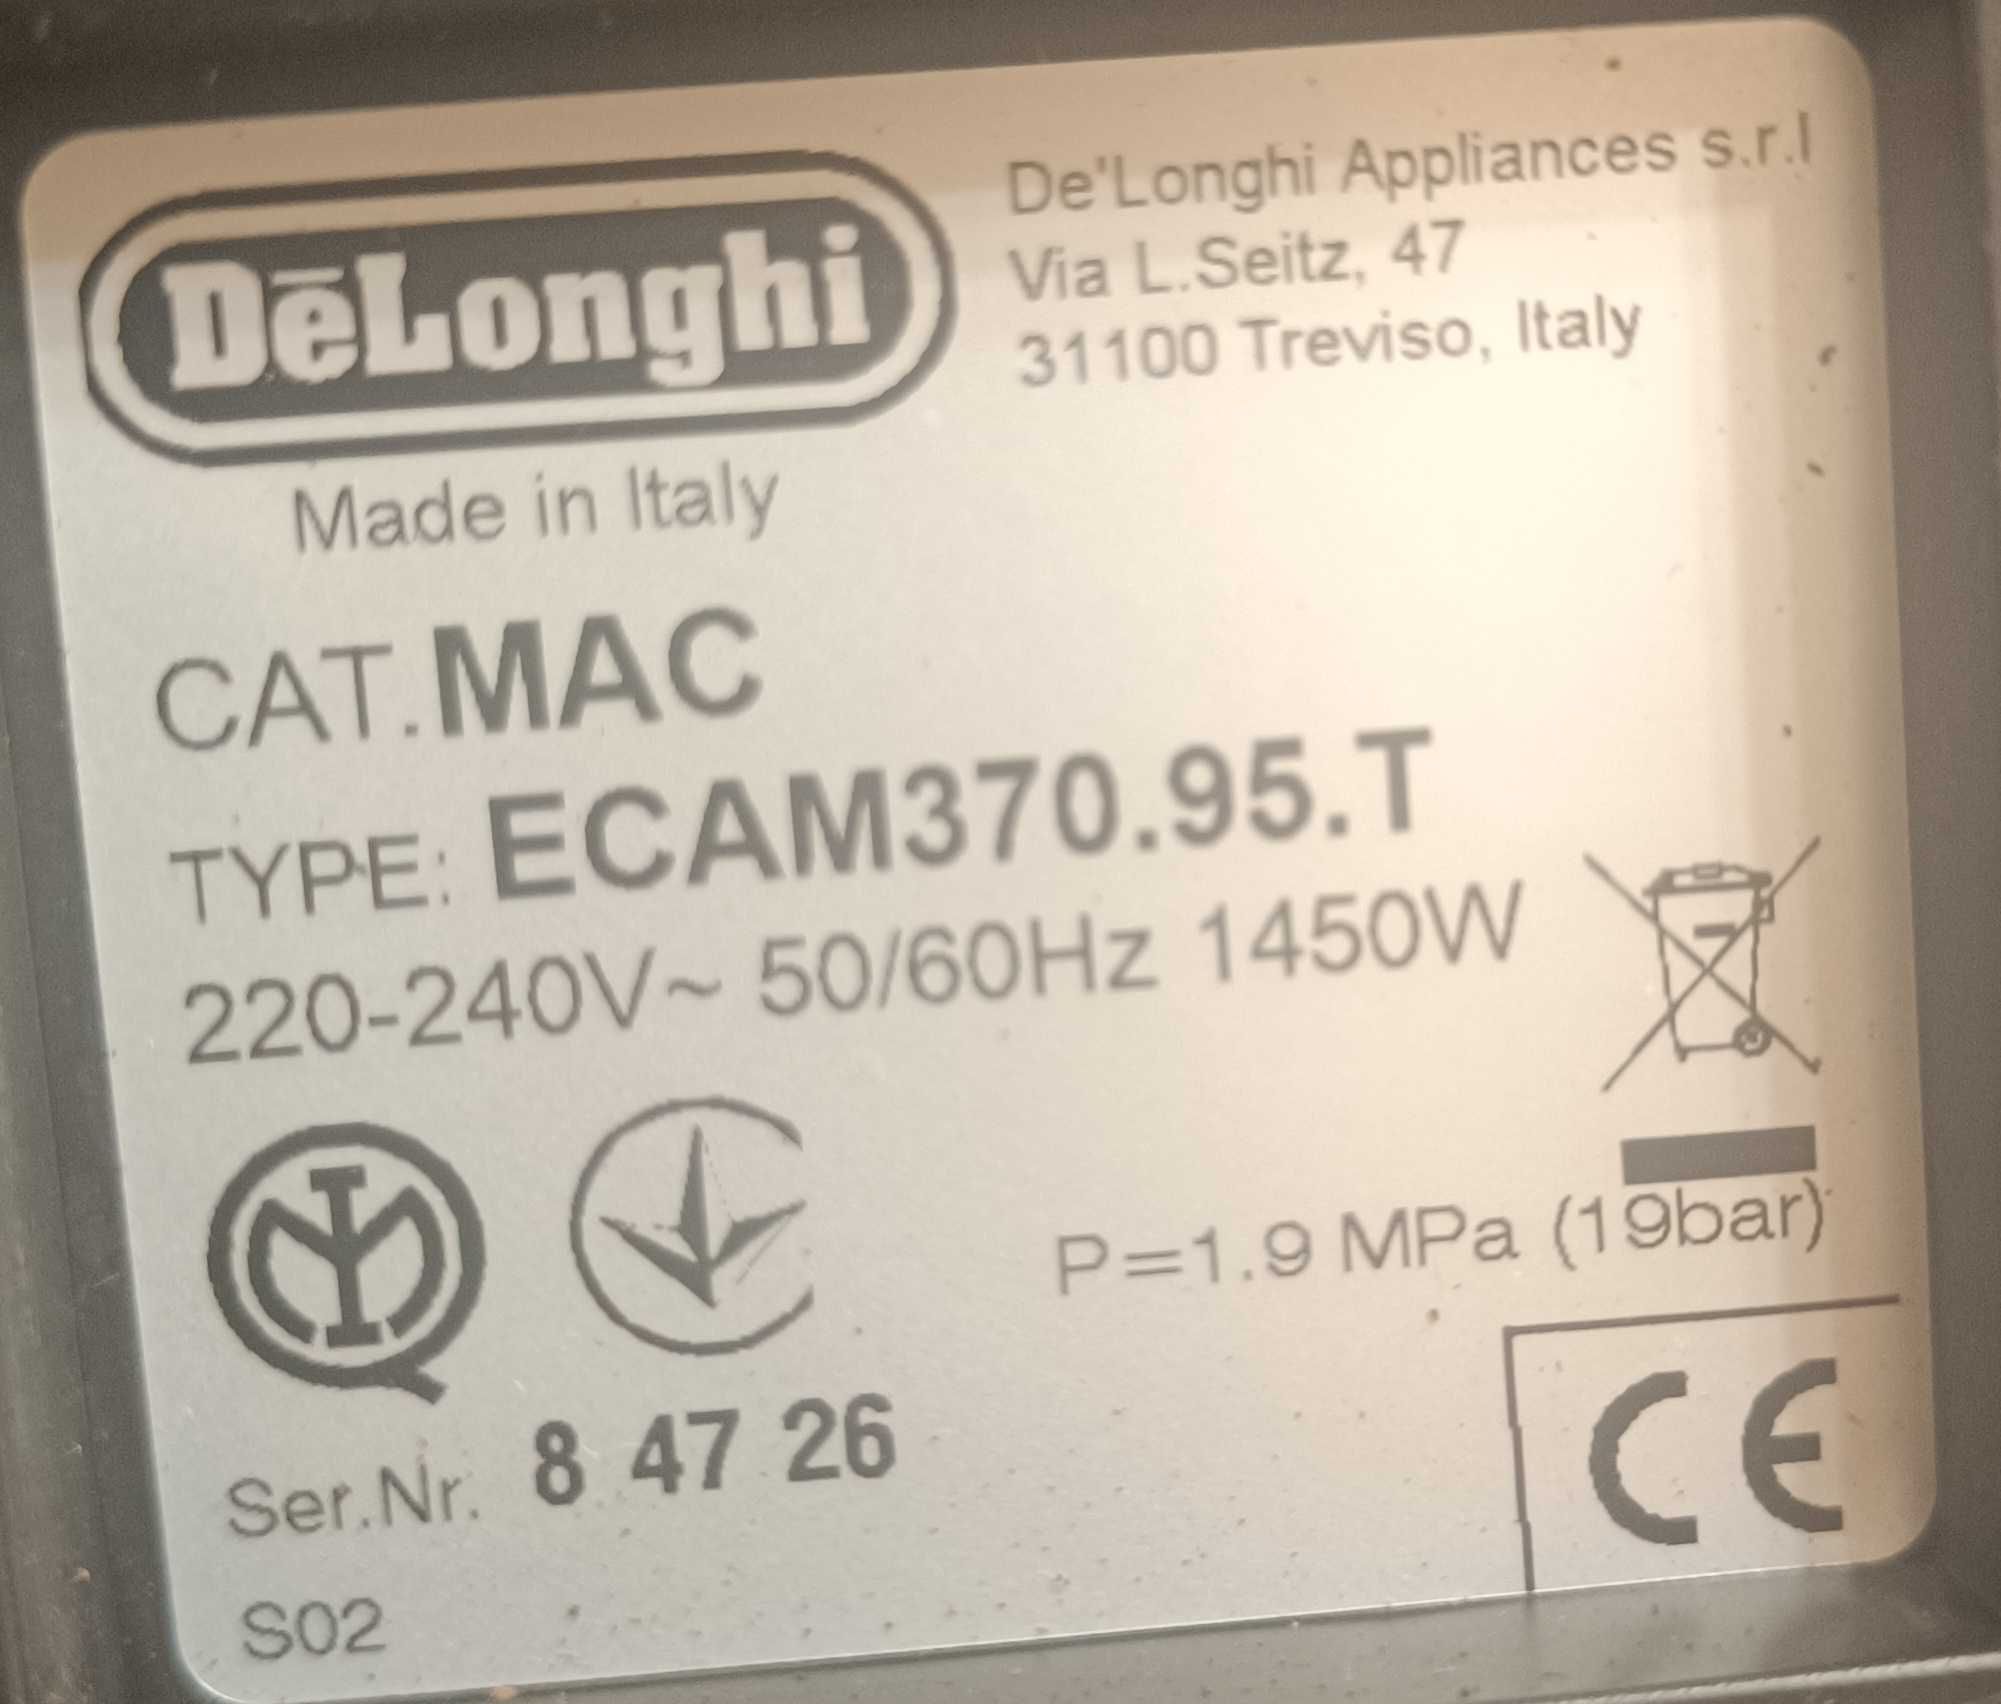 DēLonghi
De'Longhi Appliances s.r.l
Via L.Seitz, 47
31100 Treviso, Italy
Made in Italy
CAT.MAC
TYPE: ECAM370.95.T
220-240V~ 50/60Hz 1450W
P=1.9 MPa (19bar)
Ser.Nr. 8 47 26
CE
S02